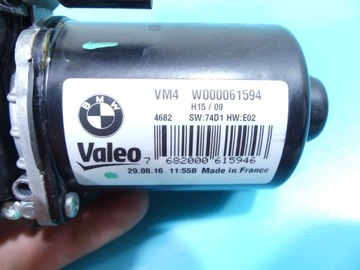 BMW
VM4 W000061594
H15 / 09
4682 SW:74D1 HW:E02
Valeo
7 682000 615946
29.08.16 11:55B Made in France